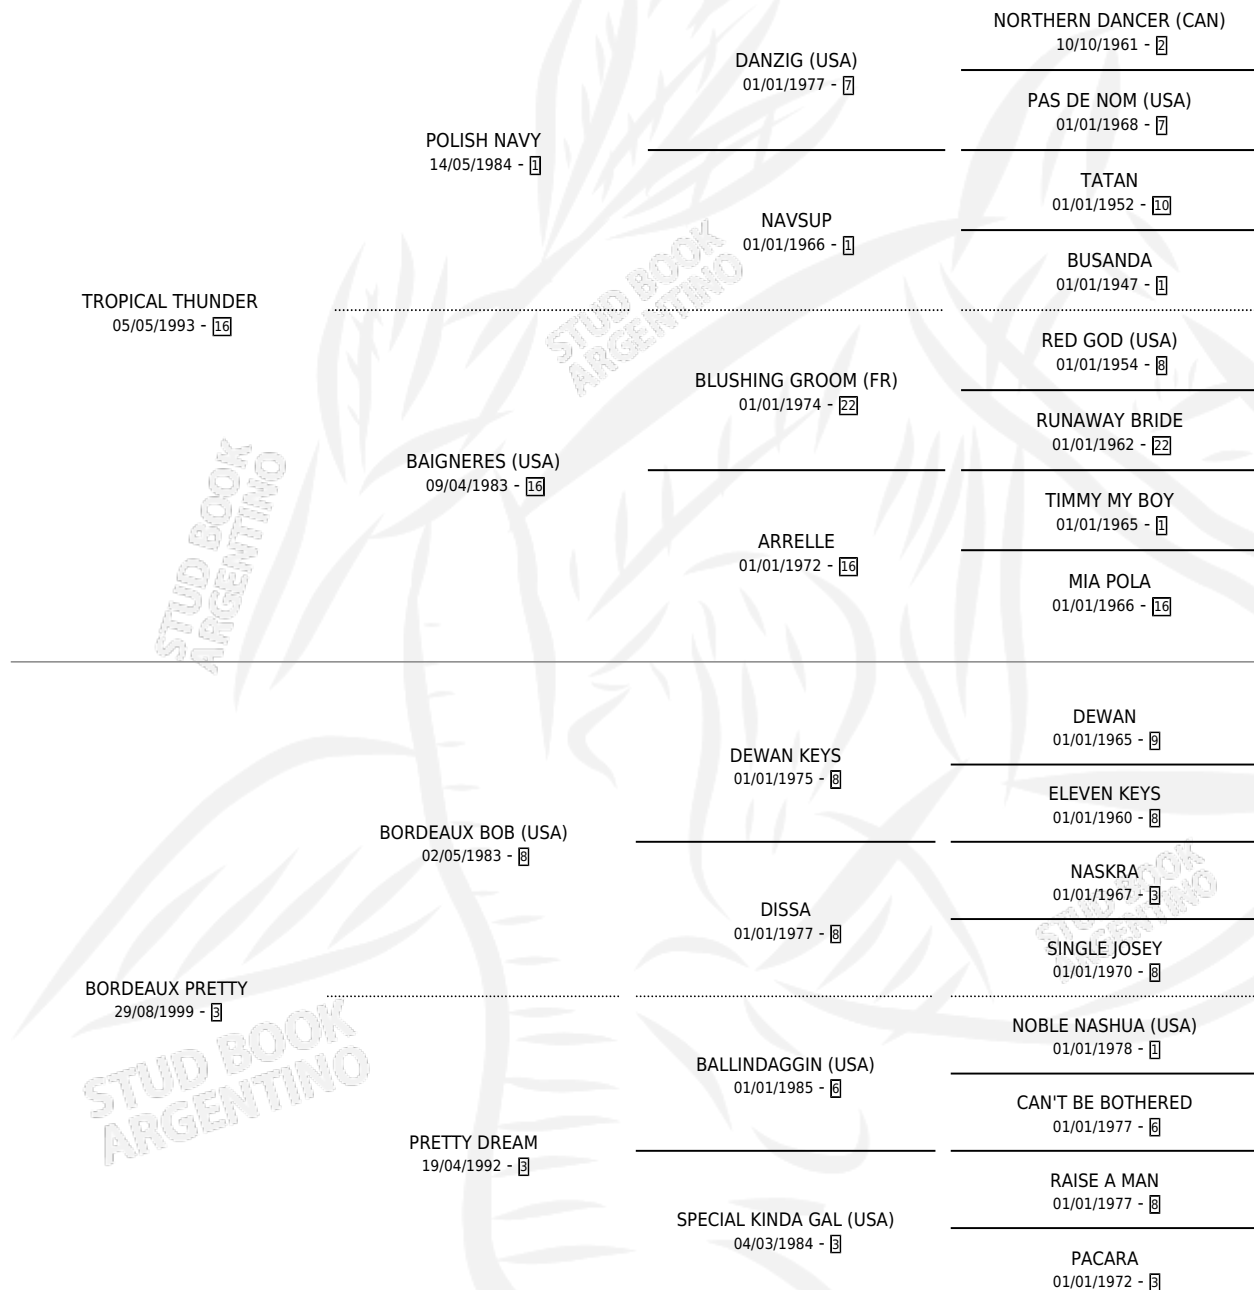 NORTHERN DANCER (CAN)
10/10/1961 - 2
DANZIG (USA)
01/01/1977 - 7
PAS DE NOM (USA)
01/01/1968 - 7
POLISH NAVY
14/05/1984 - 1
TATAN
01/01/1952 - 10
NAVSUP
01/01/1966 - 1
BUSANDA
01/01/1947 - 1
TROPICAL THUNDER
05/05/1993 - 16
STUD BOOK
ARGENTINO
RED GOD (USA)
01/01/1954 - 8
BLUSHING GROOM (FR)
01/01/1974 - 22
RUNAWAY BRIDE
01/01/1962 - 22
BAIGNERES (USA)
09/04/1983 - 16
TIMMY MY BOY
01/01/1965 - 1
ARRELLE
01/01/1972 - 16
MIA POLA
01/01/1966 - 16
STUD BOOK
ARGENTINO
DEWAN
01/01/1965 - 9
DEWAN KEYS
01/01/1975 - 8
ELEVEN KEYS
01/01/1960 - 8
BORDEAUX BOB (USA)
02/05/1983 - 8
NASKRA
01/01/1967 - 3
DISSA
01/01/1977 - 8
SINGLE JOSEY
01/01/1970 - 8
STUD BOOK
ARGENTINO
BORDEAUX PRETTY
29/08/1999 - 3
NOBLE NASHUA (USA)
01/01/1978 - 1
BALLINDAGGIN (USA)
01/01/1985 - 6
CAN'T BE BOTHERED
01/01/1977 - 6
STUD BOOK
ARGENTINO
PRETTY DREAM
19/04/1992 - 3
RAISE A MAN
01/01/1977 - 8
SPECIAL KINDA GAL (USA)
04/03/1984 - 3
PACARA
01/01/1972 - 3